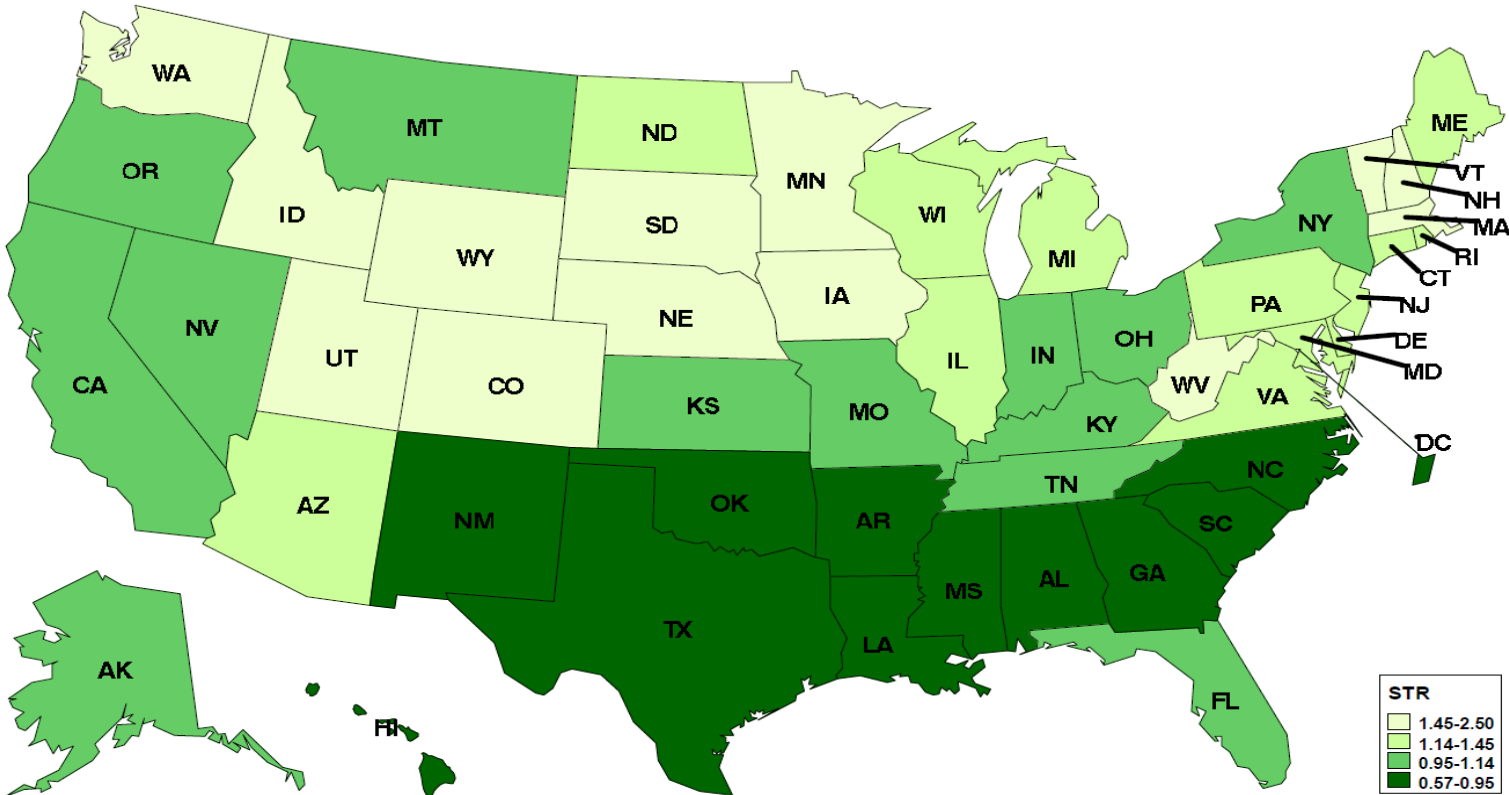 WA
MT
ND
ME
OR
MN
VT
ID
SD
WI
NH
NY
MA
WY
MI
RI
CT
IA
NE
PA
NJ
NV
UT
OH
DE
IN
IL
MD
CA
CO
WV
VA
KS
MO
KY
DC
NC
TN
AZ
OK
NM
AR
SC
GA
AL
MS
TX
LA
AK
FL
HI
STR
1.45-2.50
1.14-1.45
0.95-1.14
0.57-0.95